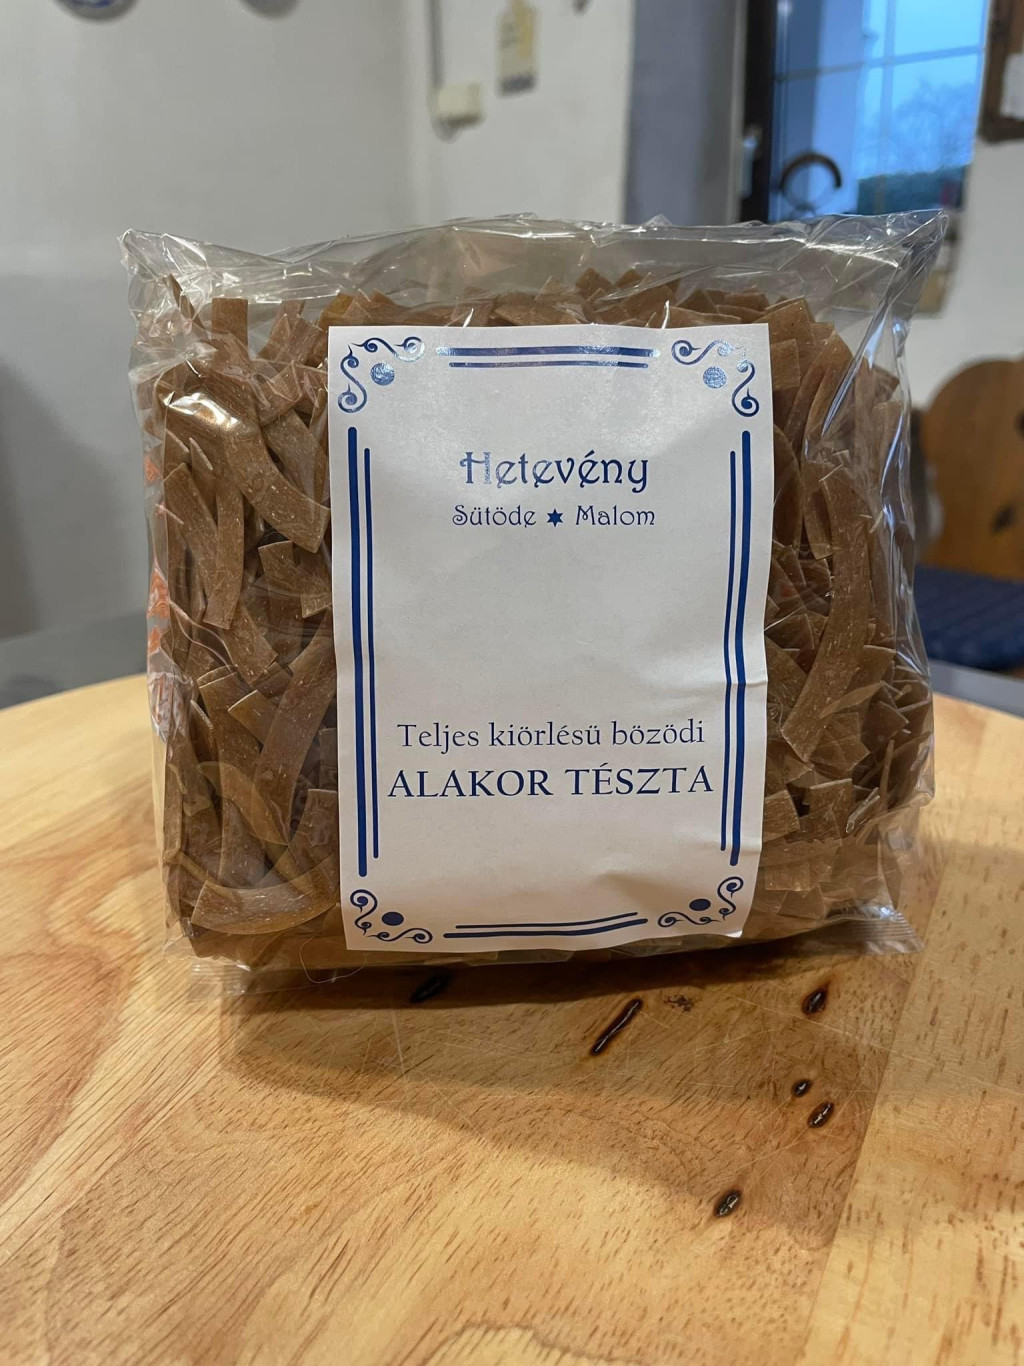 Hetevény
Sütöde ★ Malom
Teljes kiörlésü bözödi
ALAKOR TÉSZTA